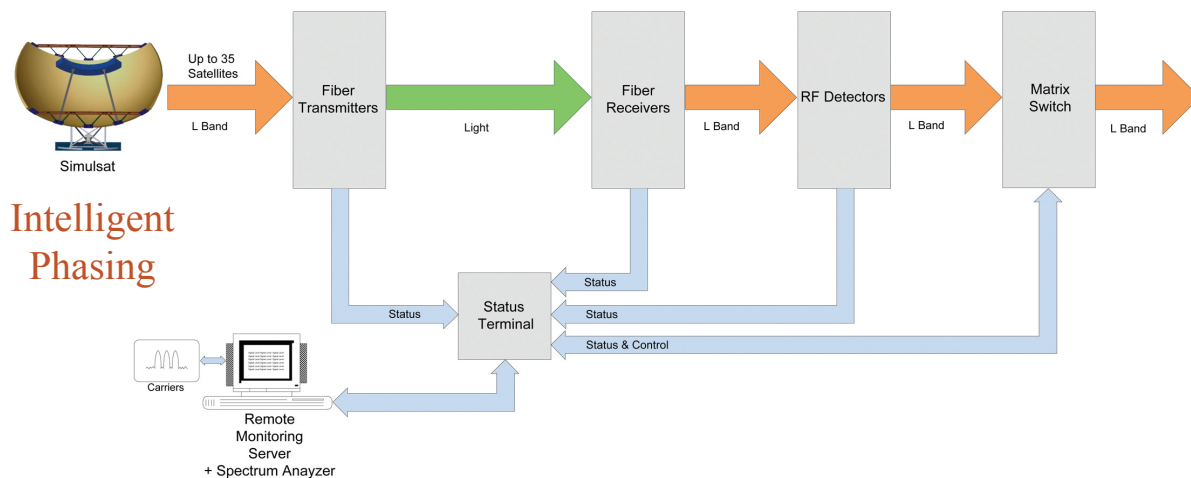 Up to 35
Satellites
L Band
Simulsat
Fiber
Transmitters
Light
Fiber
Receivers
L Band
RF Detectors
L Band
Matrix
Switch
L Band
Intelligent
Phasing
Status
Status
Status
Status & Control
Status
Terminal
Carriers
Remote
Monitoring
Server
+ Spectrum Anayzer